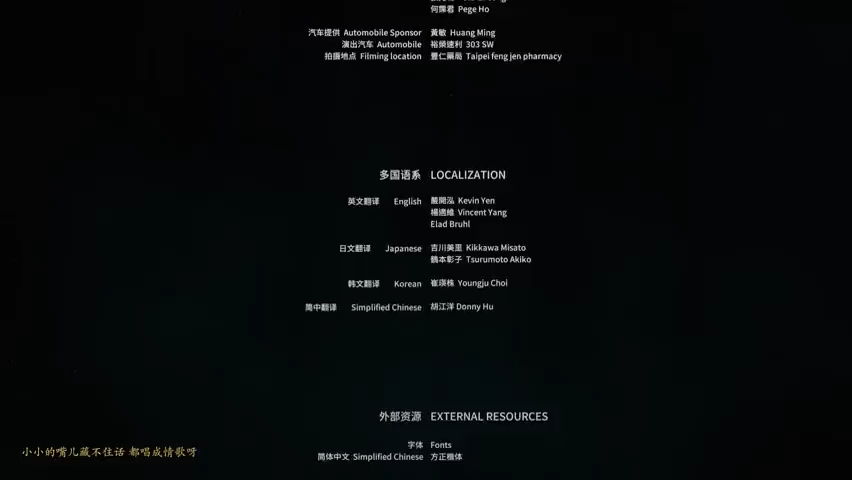 何霈君 Pege Ho
汽车提供 Automobile Sponsor 黃敏 Huang Ming
演出汽车 Automobile 裕榮速利 303 SW
拍摄地点 Filming location 豐仁藥局 Taipei feng jen pharmacy
多国语系 LOCALIZATION
英文翻译 English 嚴開泓 Kevin Yen
楊適維 Vincent Yang
Elad Bruhl
日文翻译 Japanese 吉川美里 Kikkawa Misato
鶴本彰子 Tsurumoto Akiko
韩文翻译 Korean 崔瑛株 Youngju Choi
简中翻译 Simplified Chinese 胡江洋 Donny Hu
外部资源 EXTERNAL RESOURCES
字体 Fonts
简体中文 Simplified Chinese 方正楷体
小小的嘴儿藏不住话 都唱成情歌呀